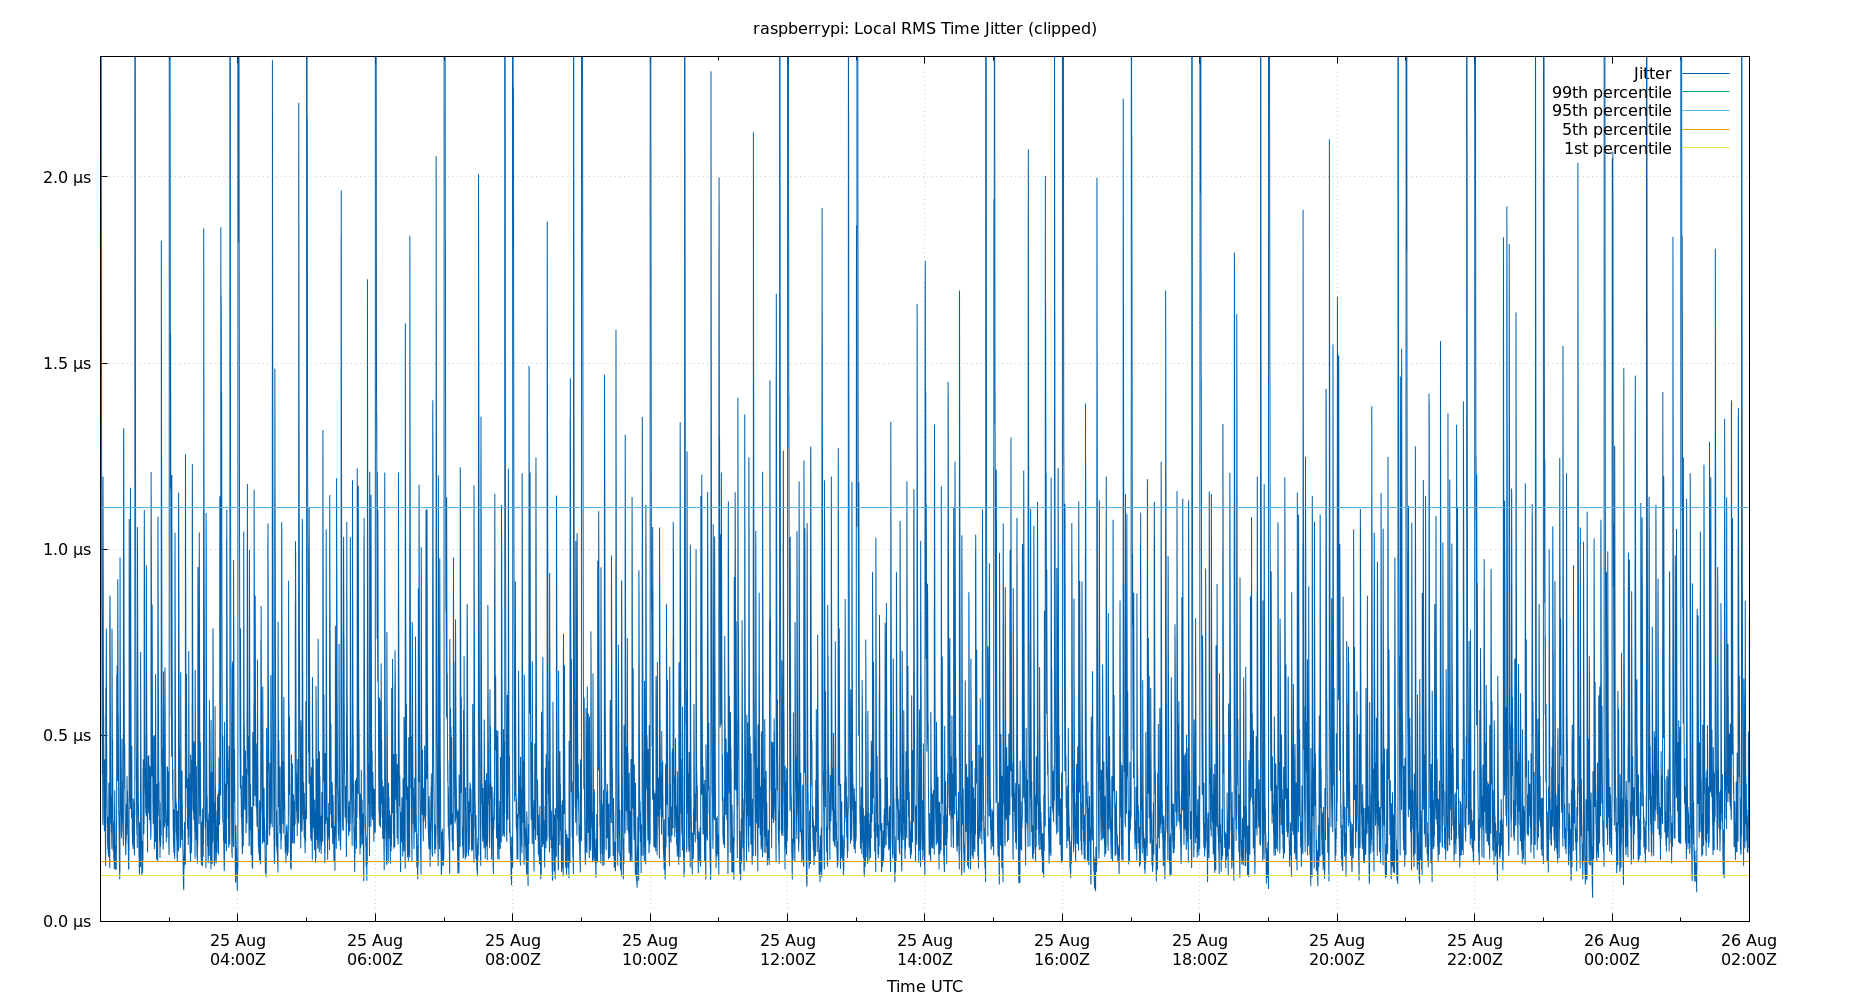 raspberrypi: Local RMS Time Jitter (clipped)
Jitter
99th percentile
95th percentile
5th percentile
1st percentile
2.0 µs
1.5 µs
1.0 µs
0.5 µs
0.0 µs
25 Aug 25 Aug 25 Aug 25 Aug 25 Aug 25 Aug 25 Aug 25 Aug 25 Aug 25 Aug 26 Aug 26 Aug
04:00Z 06:00Z 08:00Z 10:00Z 12:00Z 14:00Z 16:00Z 18:00Z 20:00Z 22:00Z 00:00Z 02:00Z
Time UTC